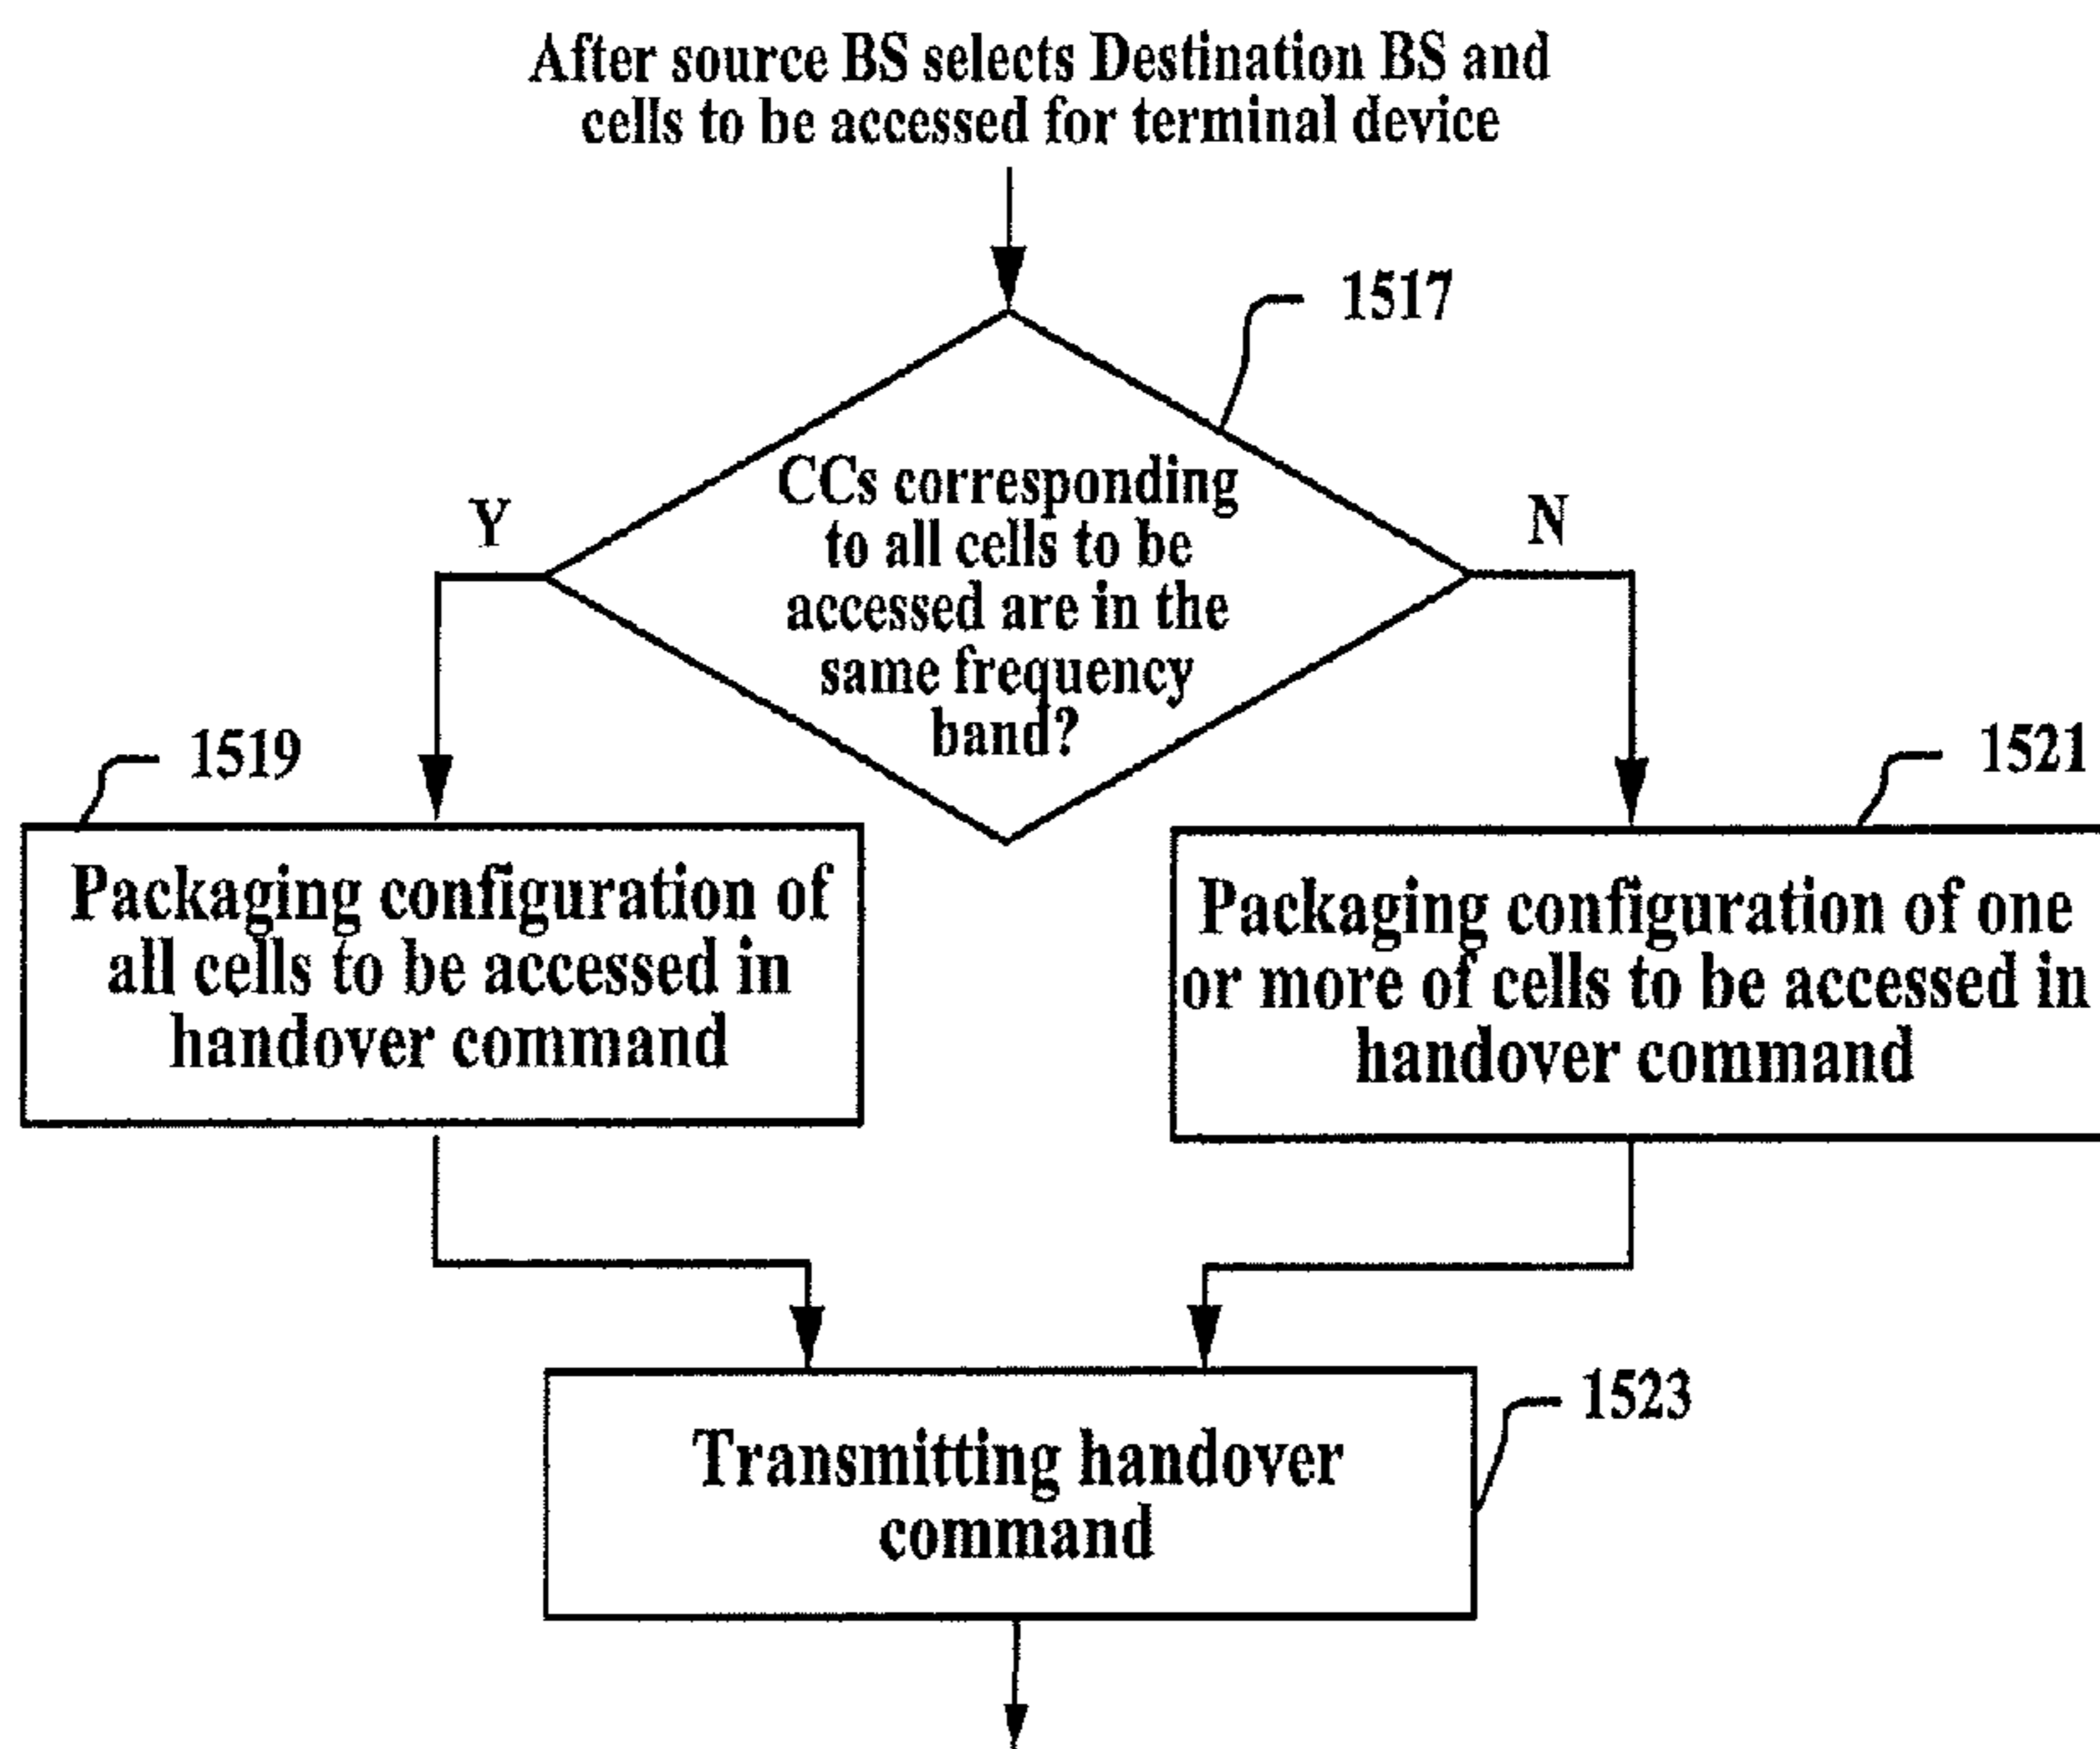 After source BS selects Destination BS and
cells to be accessed for terminal device
1517
CCs corresponding
to all cells to be
accessed are in the
same frequency
band?
Y
N
1519
1521
Packaging configuration of
all cells to be accessed in
handover command
Packaging configuration of one
or more of cells to be accessed in
handover command
1523
Transmitting handover
command